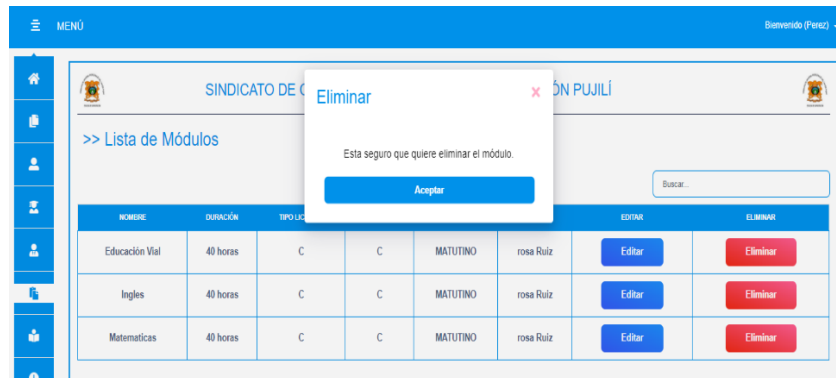 MENÚ
Bienvenido (Perez)
SINDICATO DE
ÓN PUJILÍ
Eliminar
×
>> Lista de Módulos
Esta seguro que quiere eliminar el módulo.
Aceptar
Buscar...
NOMBRE DURACIÓN TIPO LIC EDITAR ELIMINAR
Educación Vial 40 horas C C MATUTINO rosa Ruiz Editar Eliminar
Ingles 40 horas C C MATUTINO rosa Ruiz Editar Eliminar
Matematicas 40 horas C C MATUTINO rosa Ruiz Editar Eliminar